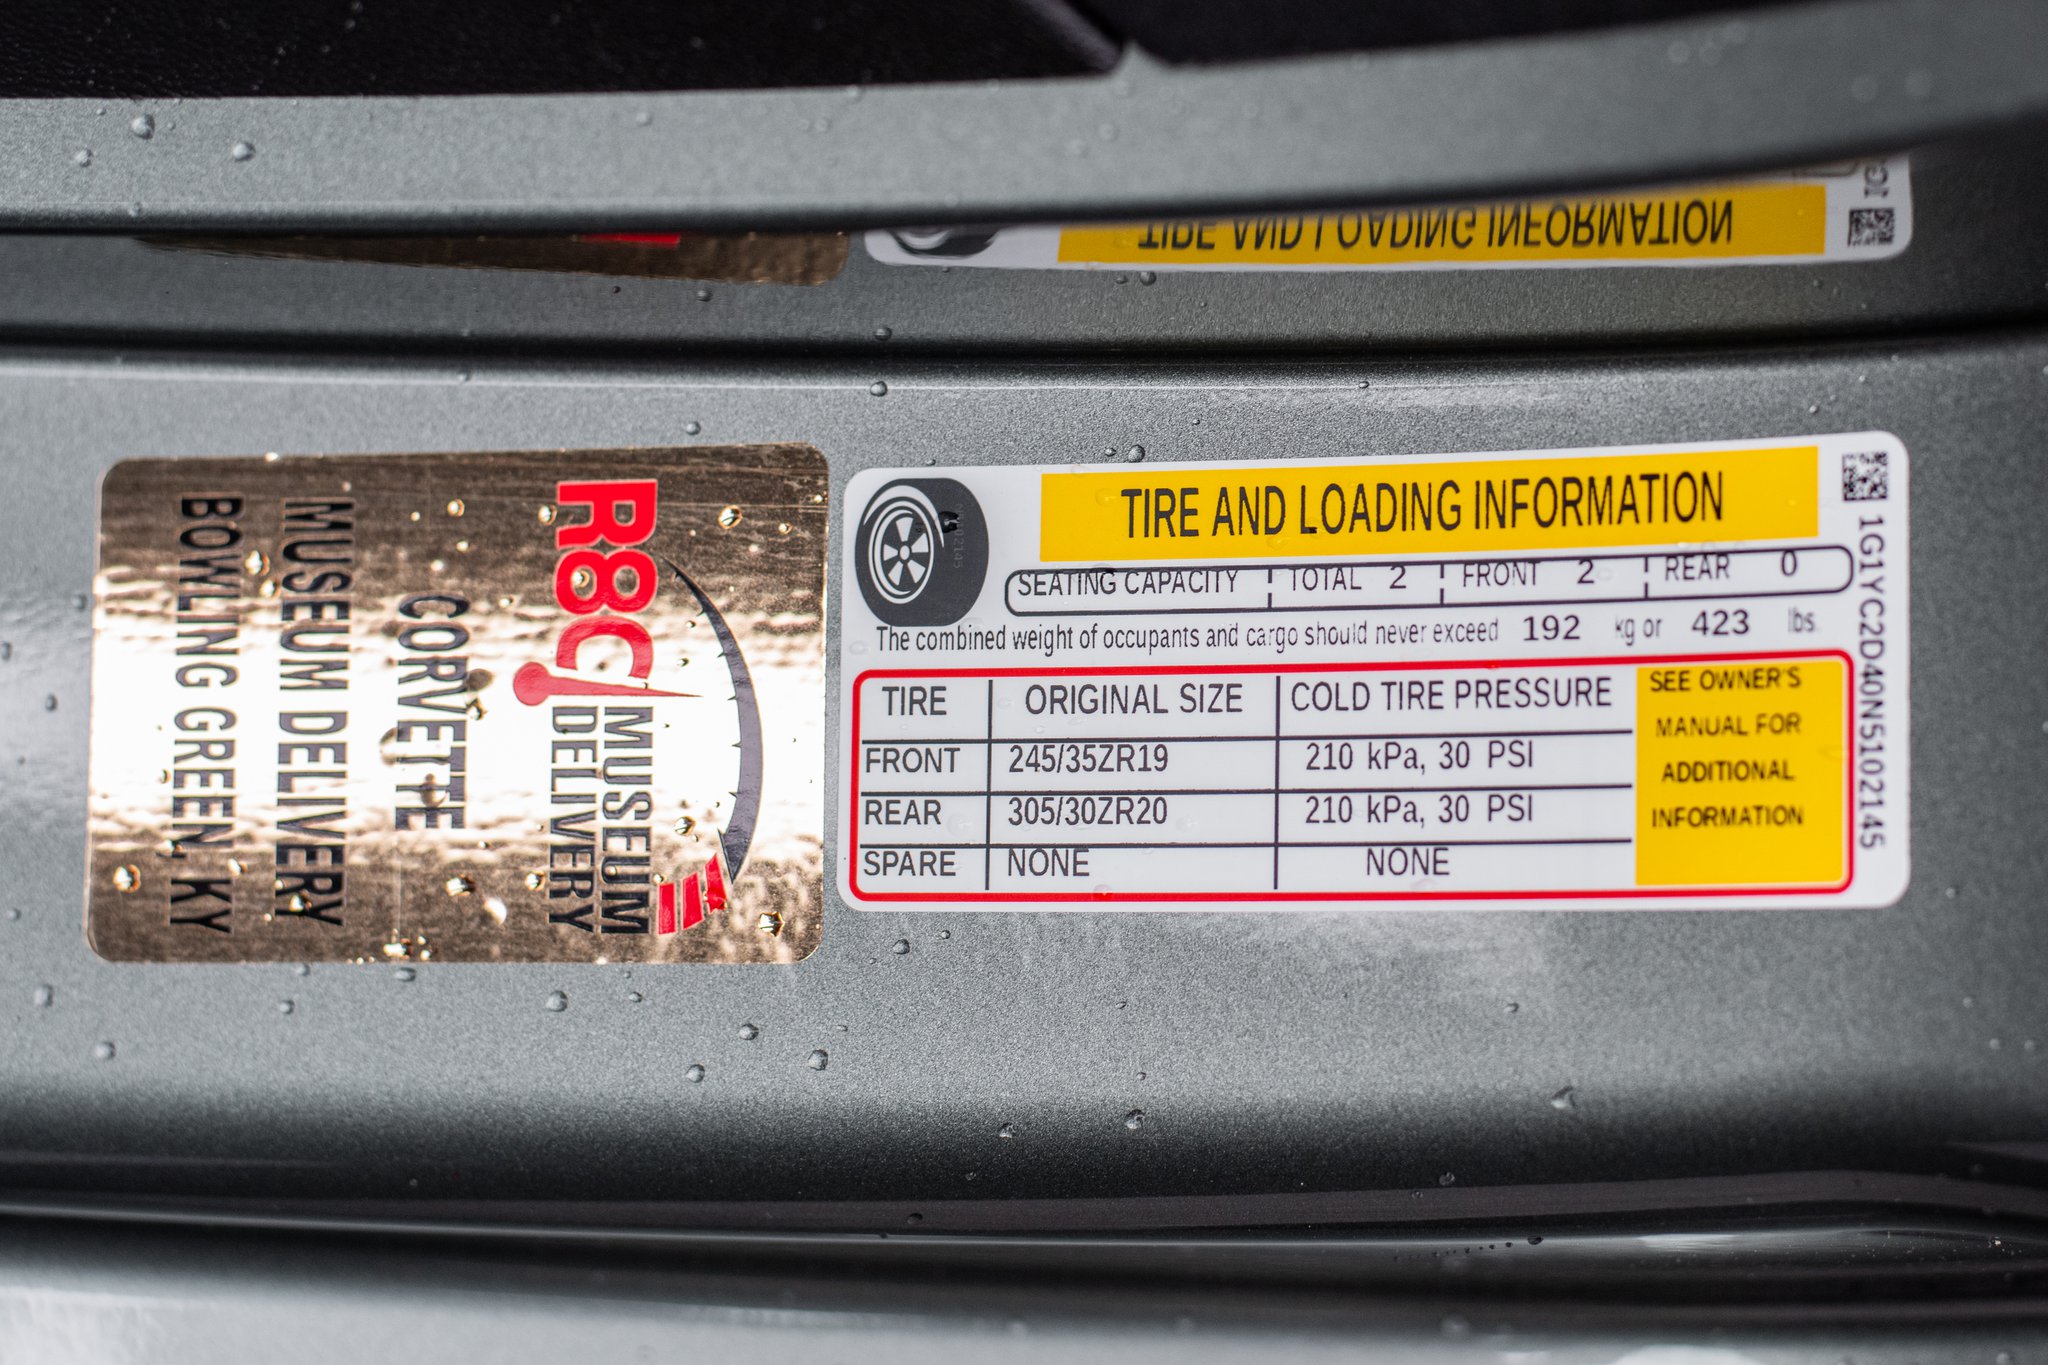 R8C
MUSEUM
DELIVERY
CORVETTE
MUSEUM DELIVERY
BOWLING GREEN, KY
TIRE AND LOADING INFORMATION
SEATING CAPACITY TOTAL 2 FRONT 2 REAR 0
The combined weight of occupants and cargo should never exceed 192 kg or 423 lbs.
TIRE ORIGINAL SIZE COLD TIRE PRESSURE
FRONT 245/35ZR19 210 kPa, 30 PSI
REAR 305/30ZR20 210 kPa, 30 PSI
SPARE NONE NONE
SEE OWNER'S
MANUAL FOR
ADDITIONAL
INFORMATION
1G1YC2D40N5102145
TIRE AND LOADING INFORMATION